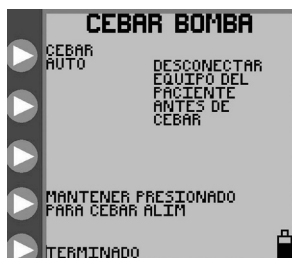 CEBAR BOMBA
CEBAR
AUTO
DESCONECTAR
EQUIPO DEL
PACIENTE
ANTES DE
CEBAR
MANTENER PRESIONADO
PARA CEBAR ALIM
TERMINADO